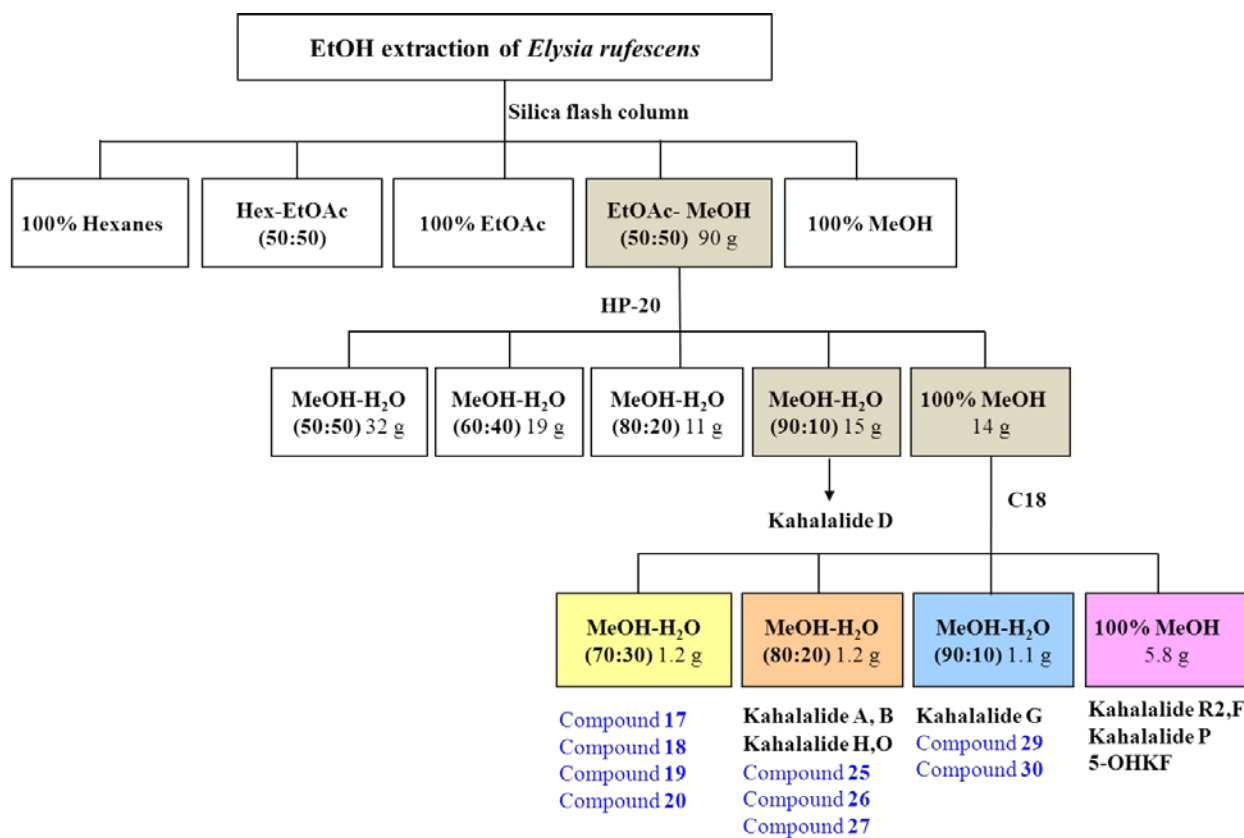 EtOH extraction of Elysia rufescens
Silica flash column
100% Hexanes
Hex-EtOAc
(50:50)
100% EtOAc
EtOAc- MeOH
(50:50) 90 g
100% MeOH
HP-20
MeOH-H₂O
(50:50) 32 g
MeOH-H₂O
(60:40) 19 g
MeOH-H₂O
(80:20) 11 g
MeOH-H₂O
(90:10) 15 g
100% MeOH
14 g
Kahalalide D
C18
MeOH-H₂O
(70:30) 1.2 g
MeOH-H₂O
(80:20) 1.2 g
MeOH-H₂O
(90:10) 1.1 g
100% MeOH
5.8 g
Compound 17
Compound 18
Compound 19
Compound 20
Kahalalide A, B
Kahalalide H,O
Compound 25
Compound 26
Compound 27
Kahalalide G
Compound 29
Compound 30
Kahalalide R2,F
Kahalalide P
5-OHKF